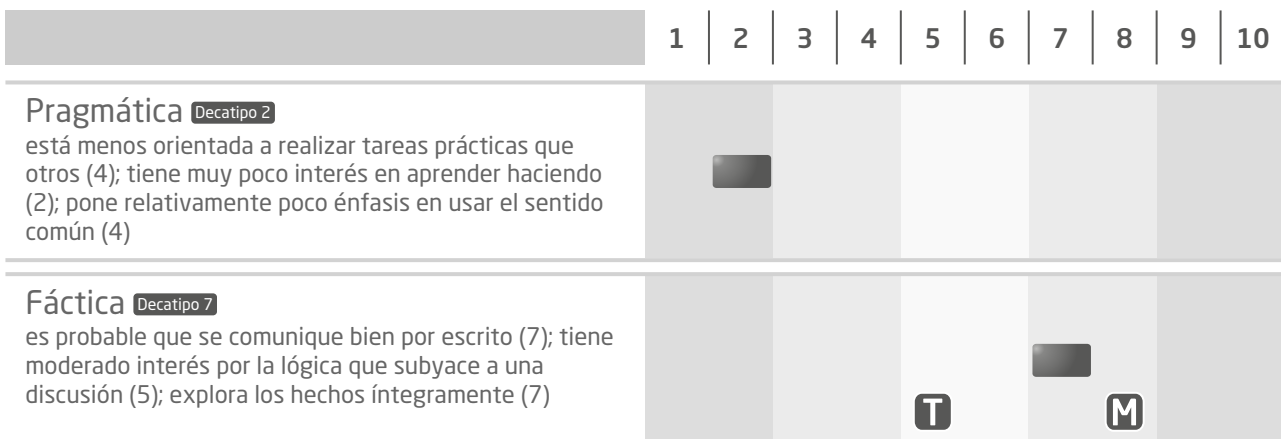 1 2 3 4 5 6 7 8 9 10
Pragmática Decatipo 2
está menos orientada a realizar tareas prácticas que
otros (4); tiene muy poco interés en aprender haciendo
(2); pone relativamente poco énfasis en usar el sentido
común (4)
Fáctica Decatipo 7
es probable que se comunique bien por escrito (7); tiene
moderado interés por la lógica que subyace a una
discusión (5); explora los hechos íntegramente (7)
T M